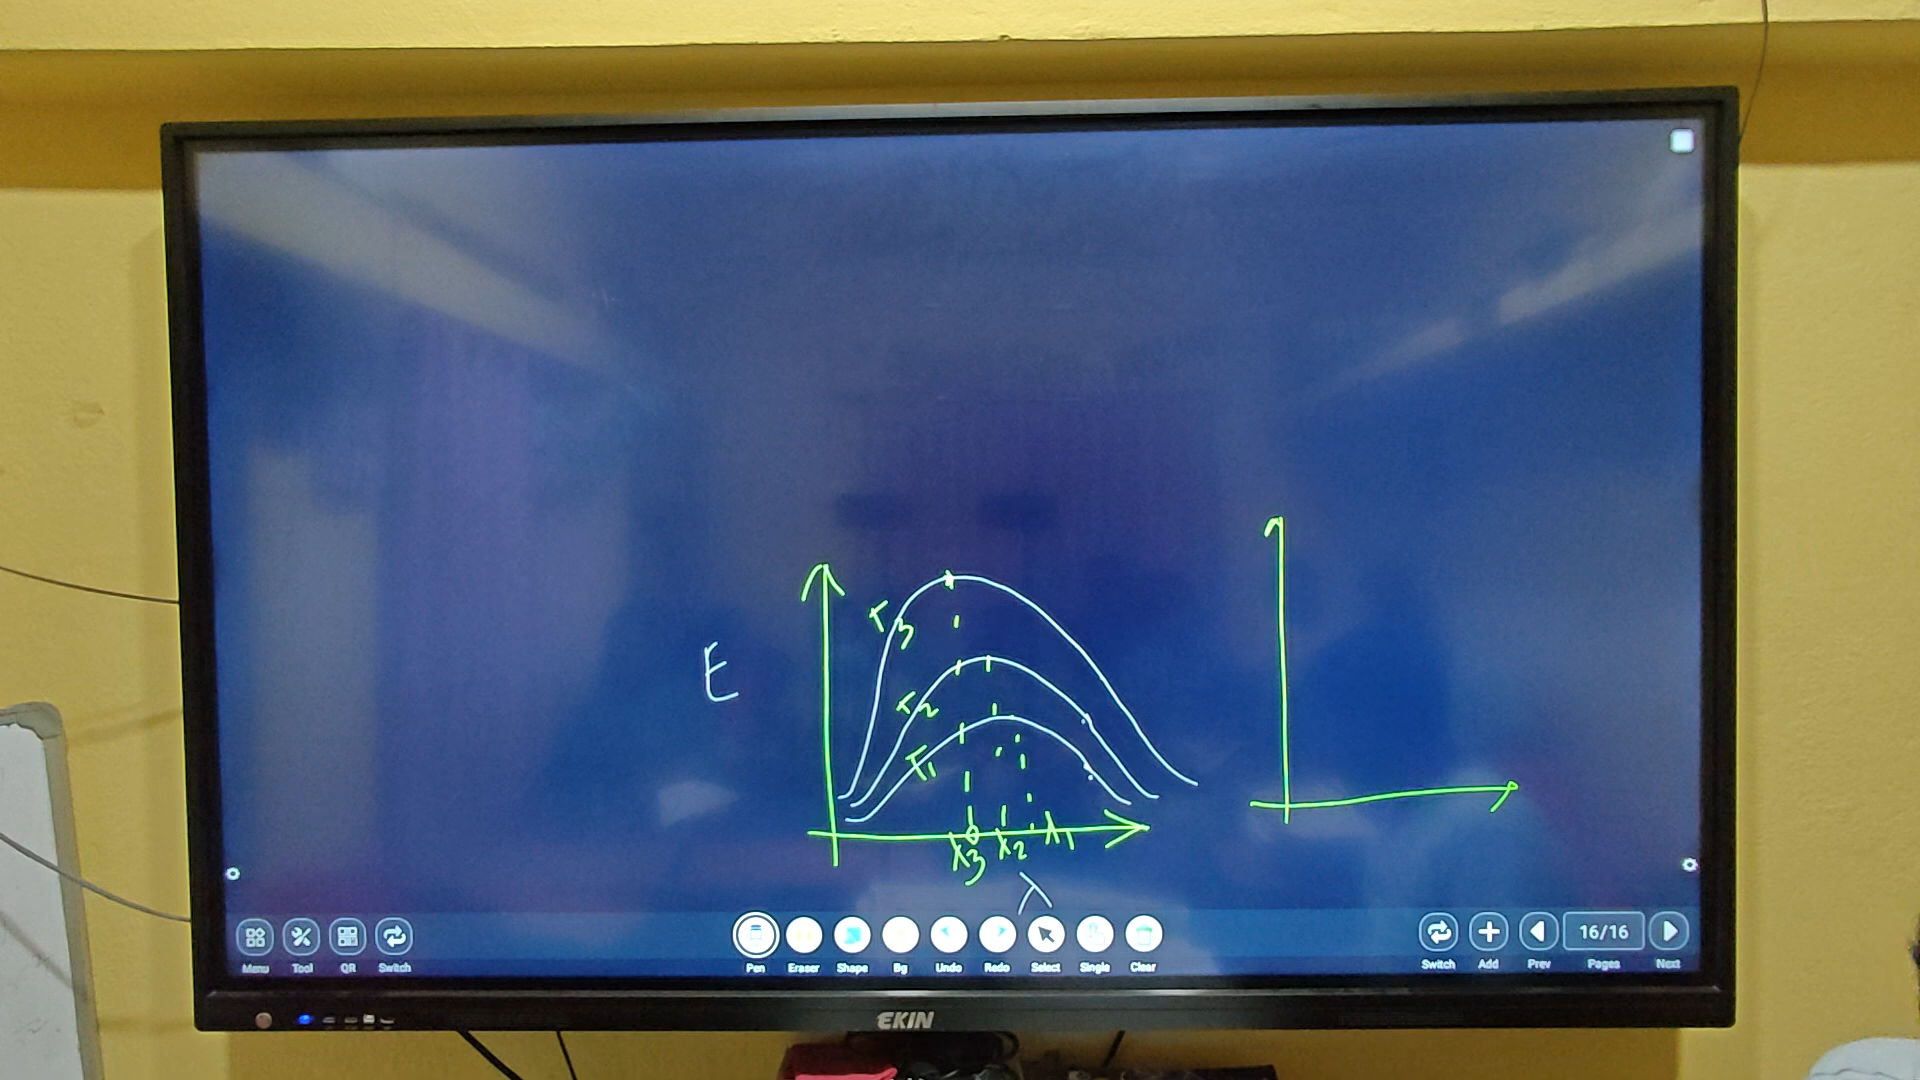 E
T3
T2
T1
λ3 λ2 λ1
λ
Menu Tool QR Switch
Pen Eraser Shape Bg Undo Redo Select Single Clear
Switch Add Prev 16/16 Pages Next
EKIN